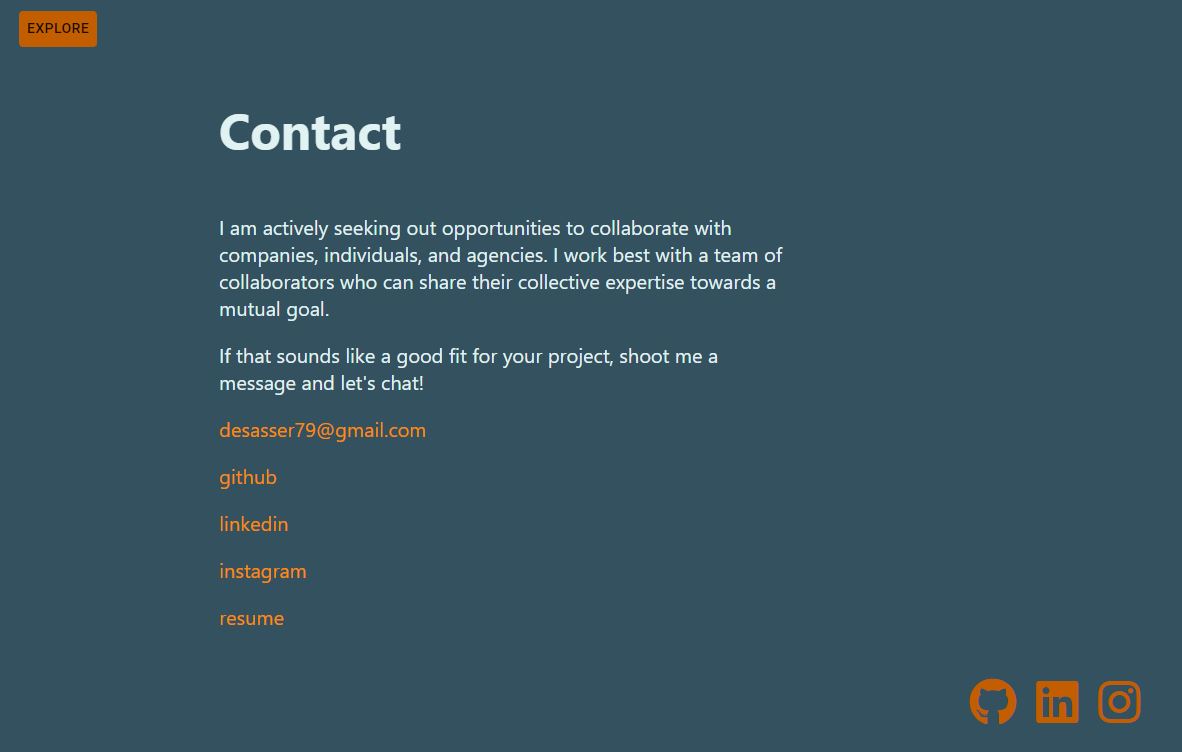 EXPLORE
Contact
I am actively seeking out opportunities to collaborate with
companies, individuals, and agencies. I work best with a team of
collaborators who can share their collective expertise towards a
mutual goal.
If that sounds like a good fit for your project, shoot me a
message and let's chat!
desasser79@gmail.com
github
linkedin
instagram
resume
in